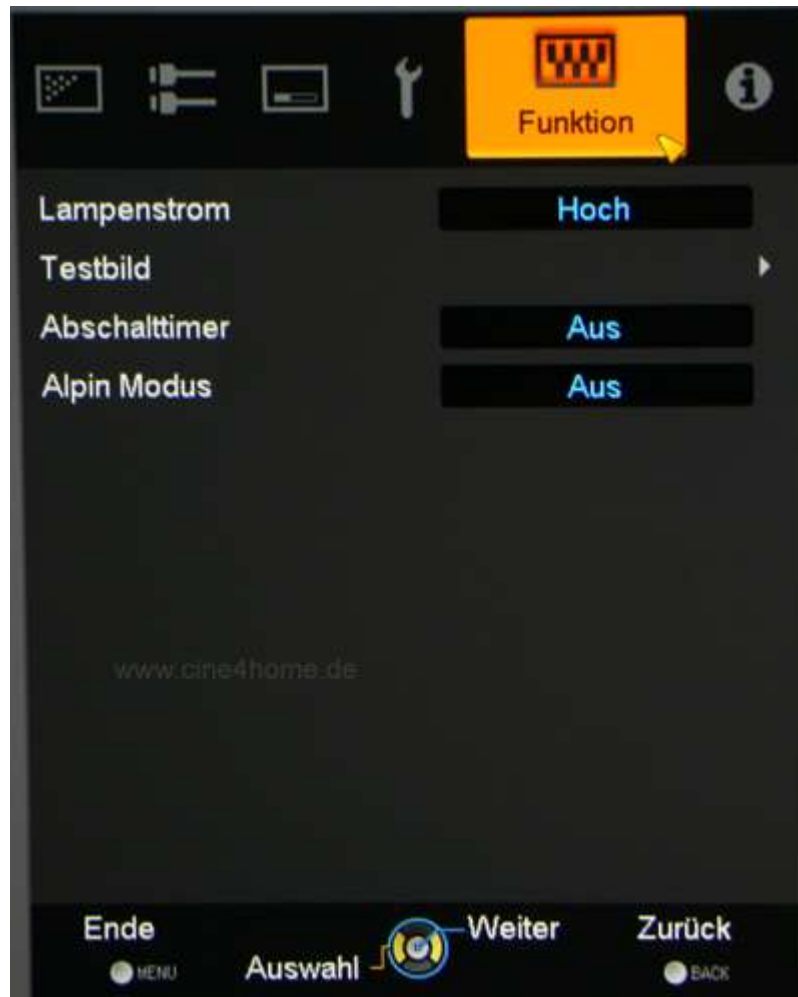 Funktion
Lampenstrom Hoch
Testbild
Abschalttimer Aus
Alpin Modus Aus
www.cine4home.de
Ende Weiter Zurück
MENU Auswahl BACK